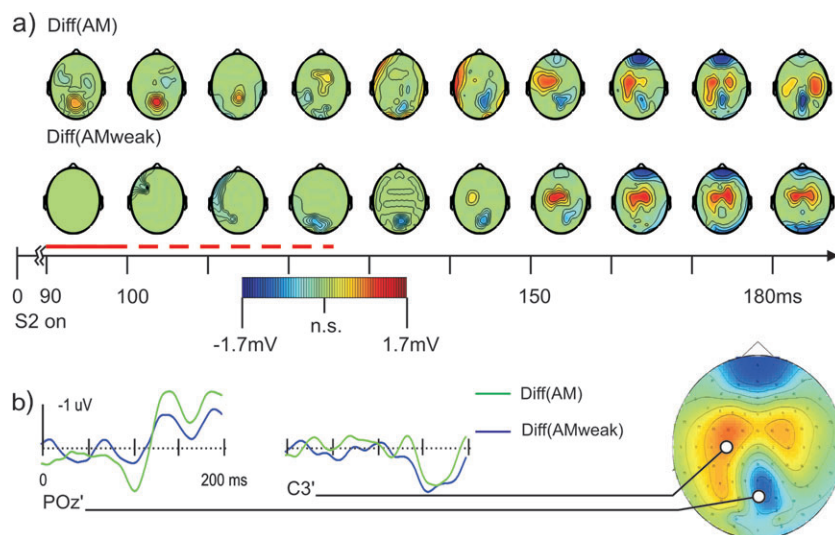 a)
Diff(AM)
Diff(AMweak)
0 90 100 150 180ms
S2 on
n.s.
-1.7mV 1.7mV
b)
-1 uV
Diff(AM)
Diff(AMweak)
0 200 ms
POz' C3'